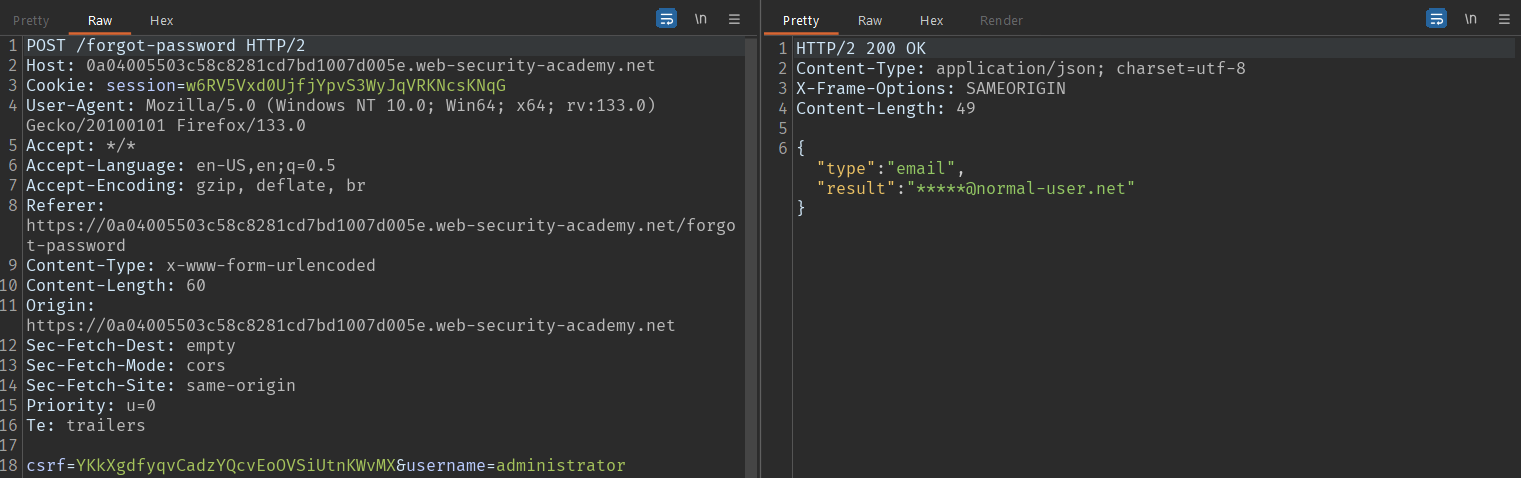 Pretty Raw Hex \n
1 POST /forgot-password HTTP/2
2 Host: 0a04005503c58c8281cd7bd1007d005e.web-security-academy.net
3 Cookie: session=w6RV5Vxd0UjfjYpvS3WyJqVRKNcsKNqG
4 User-Agent: Mozilla/5.0 (Windows NT 10.0; Win64; x64; rv:133.0)
Gecko/20100101 Firefox/133.0
5 Accept: */*
6 Accept-Language: en-US,en;q=0.5
7 Accept-Encoding: gzip, deflate, br
8 Referer:
https://0a04005503c58c8281cd7bd1007d005e.web-security-academy.net/forgo
t-password
9 Content-Type: x-www-form-urlencoded
10 Content-Length: 60
11 Origin:
https://0a04005503c58c8281cd7bd1007d005e.web-security-academy.net
12 Sec-Fetch-Dest: empty
13 Sec-Fetch-Mode: cors
14 Sec-Fetch-Site: same-origin
15 Priority: u=0
16 Te: trailers
17
18 csrf=YKkXgdfyqvCadzYQcvEoOVSiUtnKWvMX&username=administrator
Pretty Raw Hex Render \n
1 HTTP/2 200 OK
2 Content-Type: application/json; charset=utf-8
3 X-Frame-Options: SAMEORIGIN
4 Content-Length: 49
5
6 {
"type":"email",
"result":"*****@normal-user.net"
}